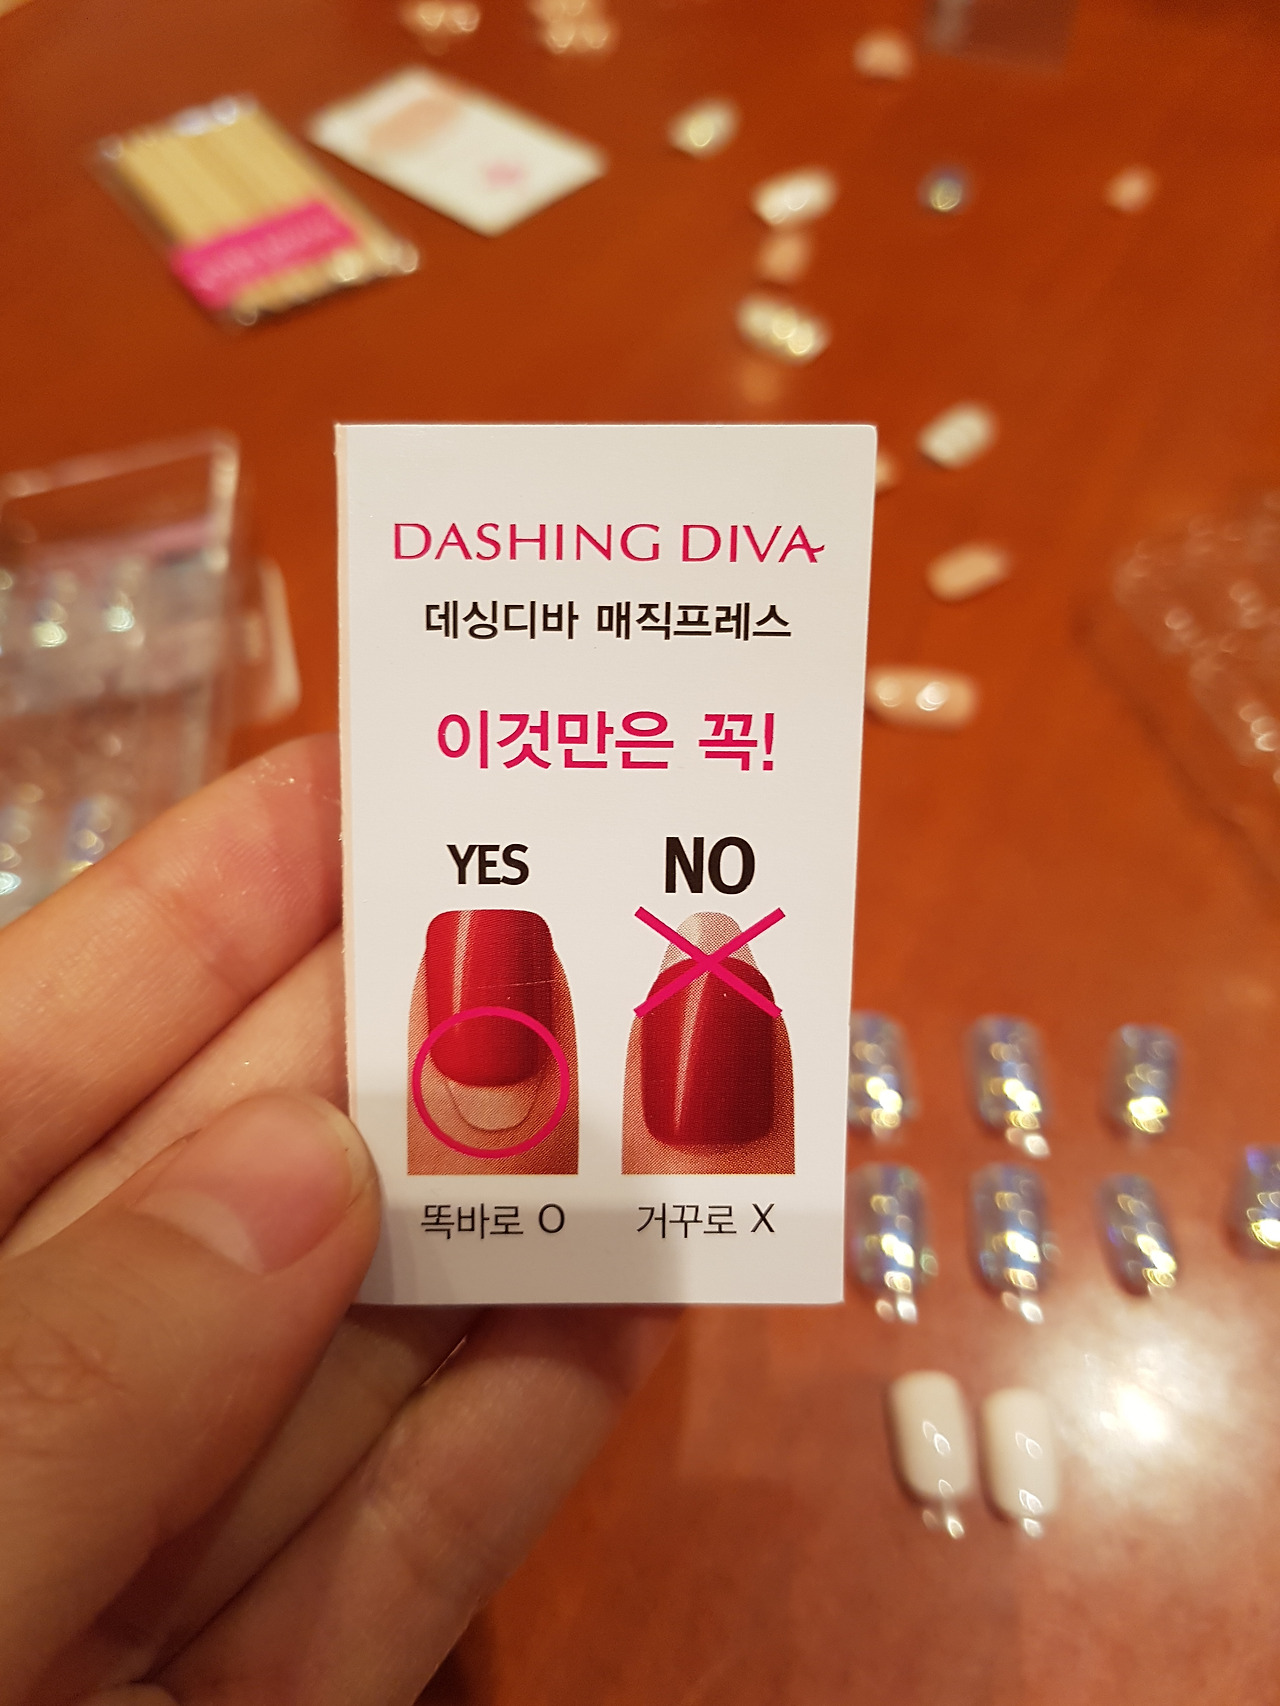 DASHING DIVA
데싱디바 매직프레스
이것만은 꼭!
YES NO
똑바로 O 거꾸로 X